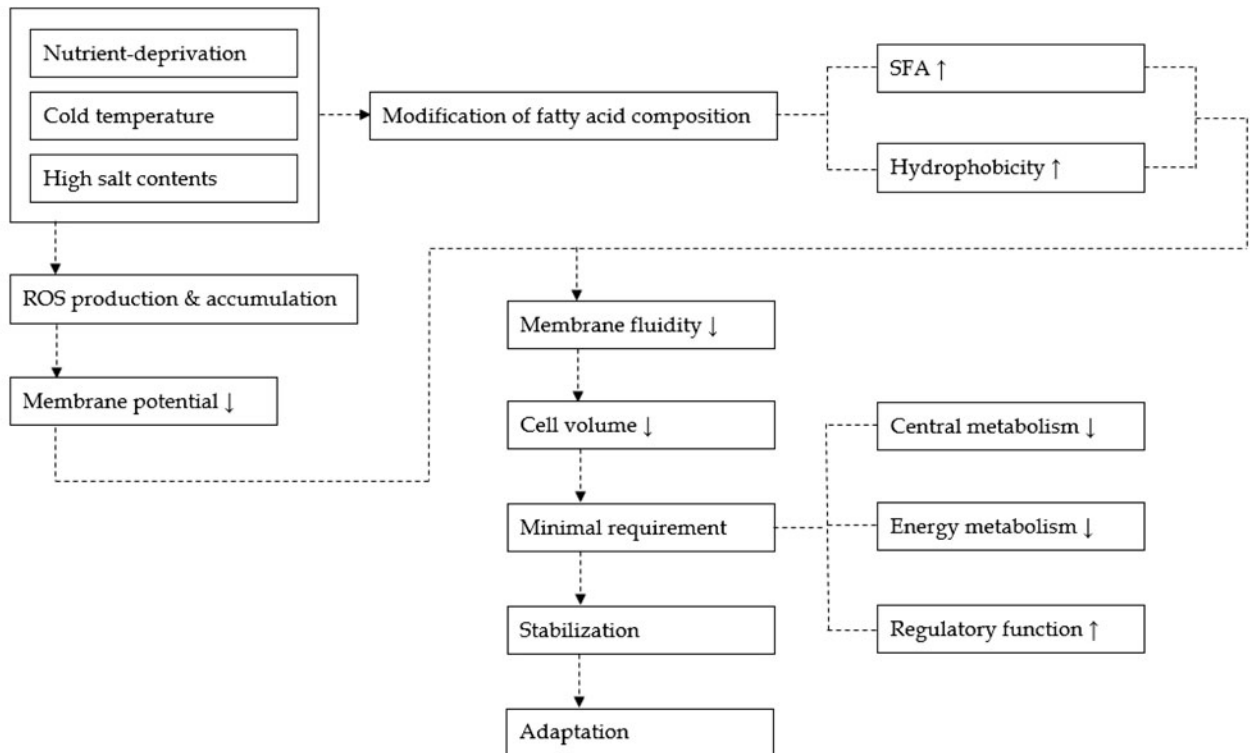 Nutrient-deprivation
Cold temperature
High salt contents
Modification of fatty acid composition
SFA ↑
Hydrophobicity ↑
ROS production & accumulation
Membrane potential ↓
Membrane fluidity ↓
Cell volume ↓
Minimal requirement
Stabilization
Adaptation
Central metabolism ↓
Energy metabolism ↓
Regulatory function ↑